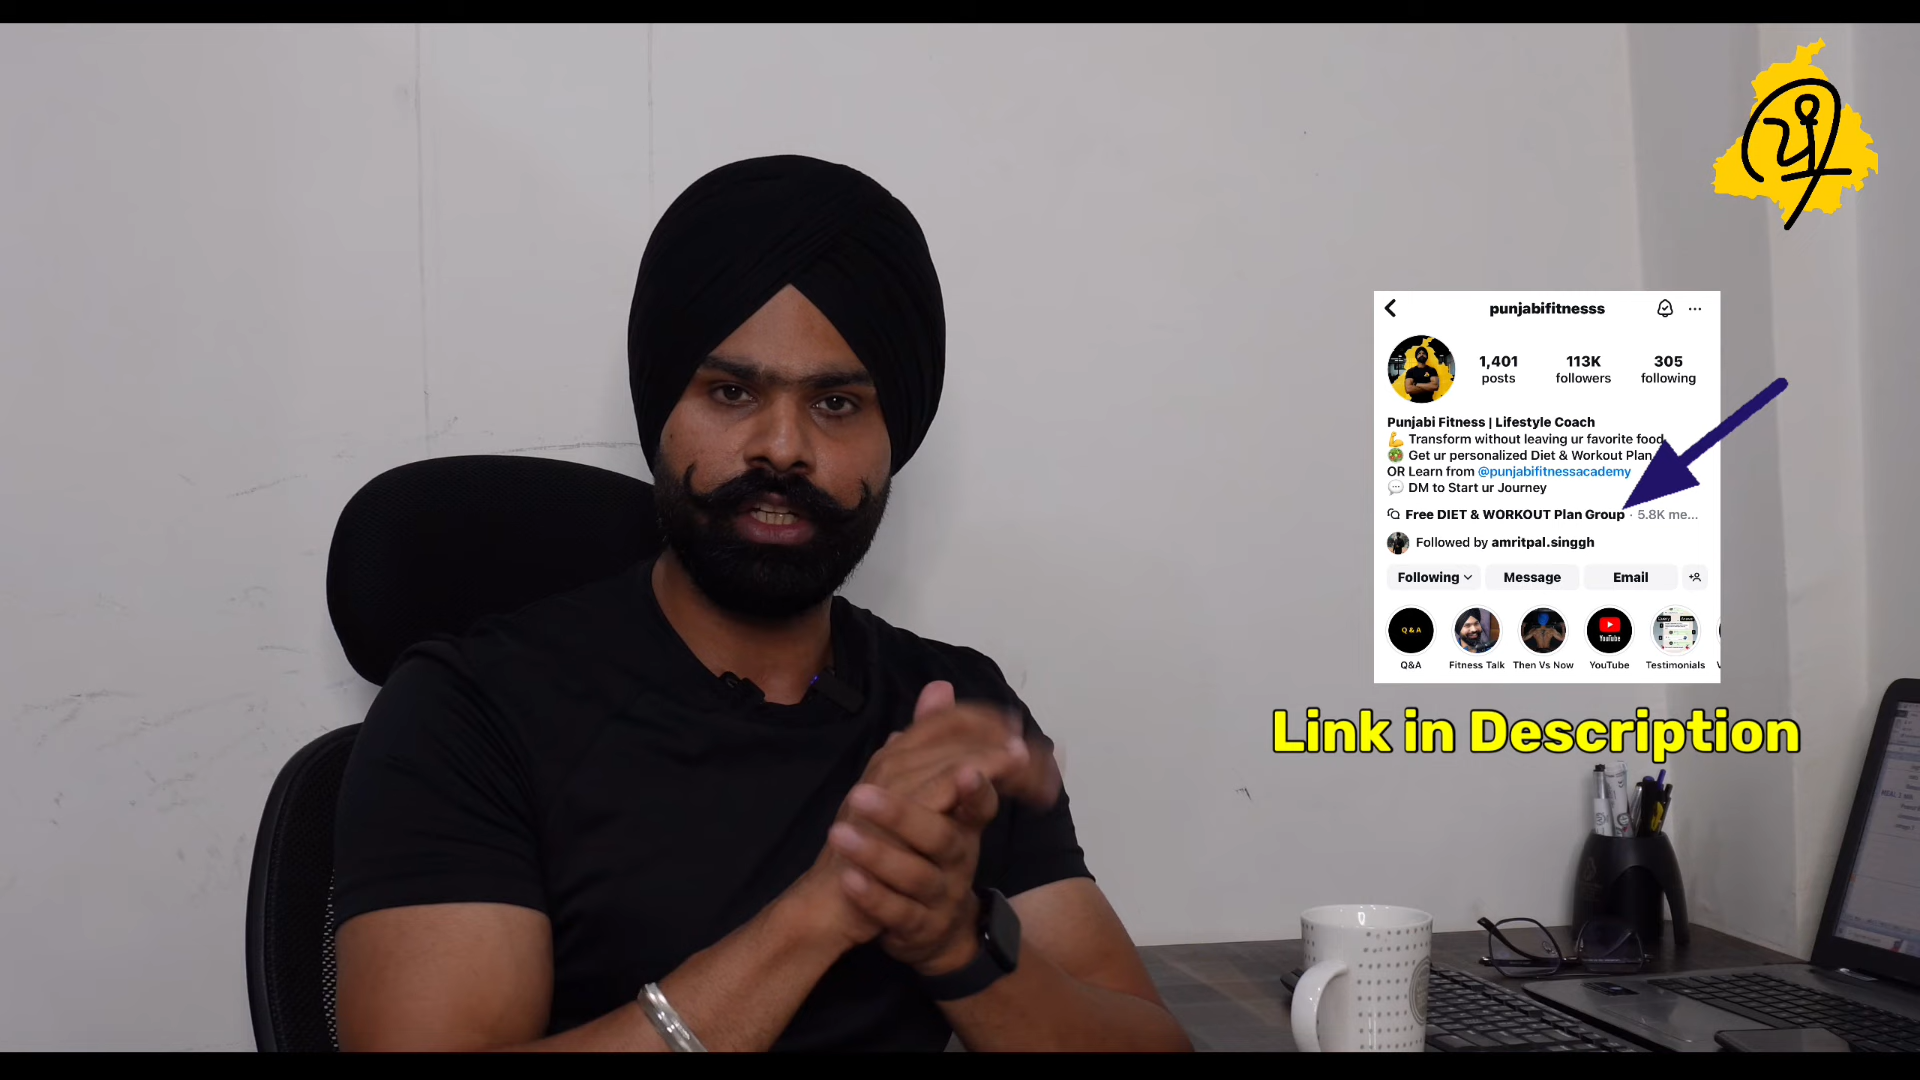 ਪੰ
punjabifitnesss
1,401
posts
113K
followers
305
following
Punjabi Fitness | Lifestyle Coach
💪 Transform without leaving ur favorite food
🥗 Get ur personalized Diet & Workout Plan
OR Learn from @punjabifitnessacademy
💬 DM to Start ur Journey
Free DIET & WORKOUT Plan Group · 5.8K me...
Followed by amritpal.singgh
Following
Message
Email
Q&A
YouTube
Q&A
Fitness Talk
Then Vs Now
YouTube
Testimonials
Link in Description